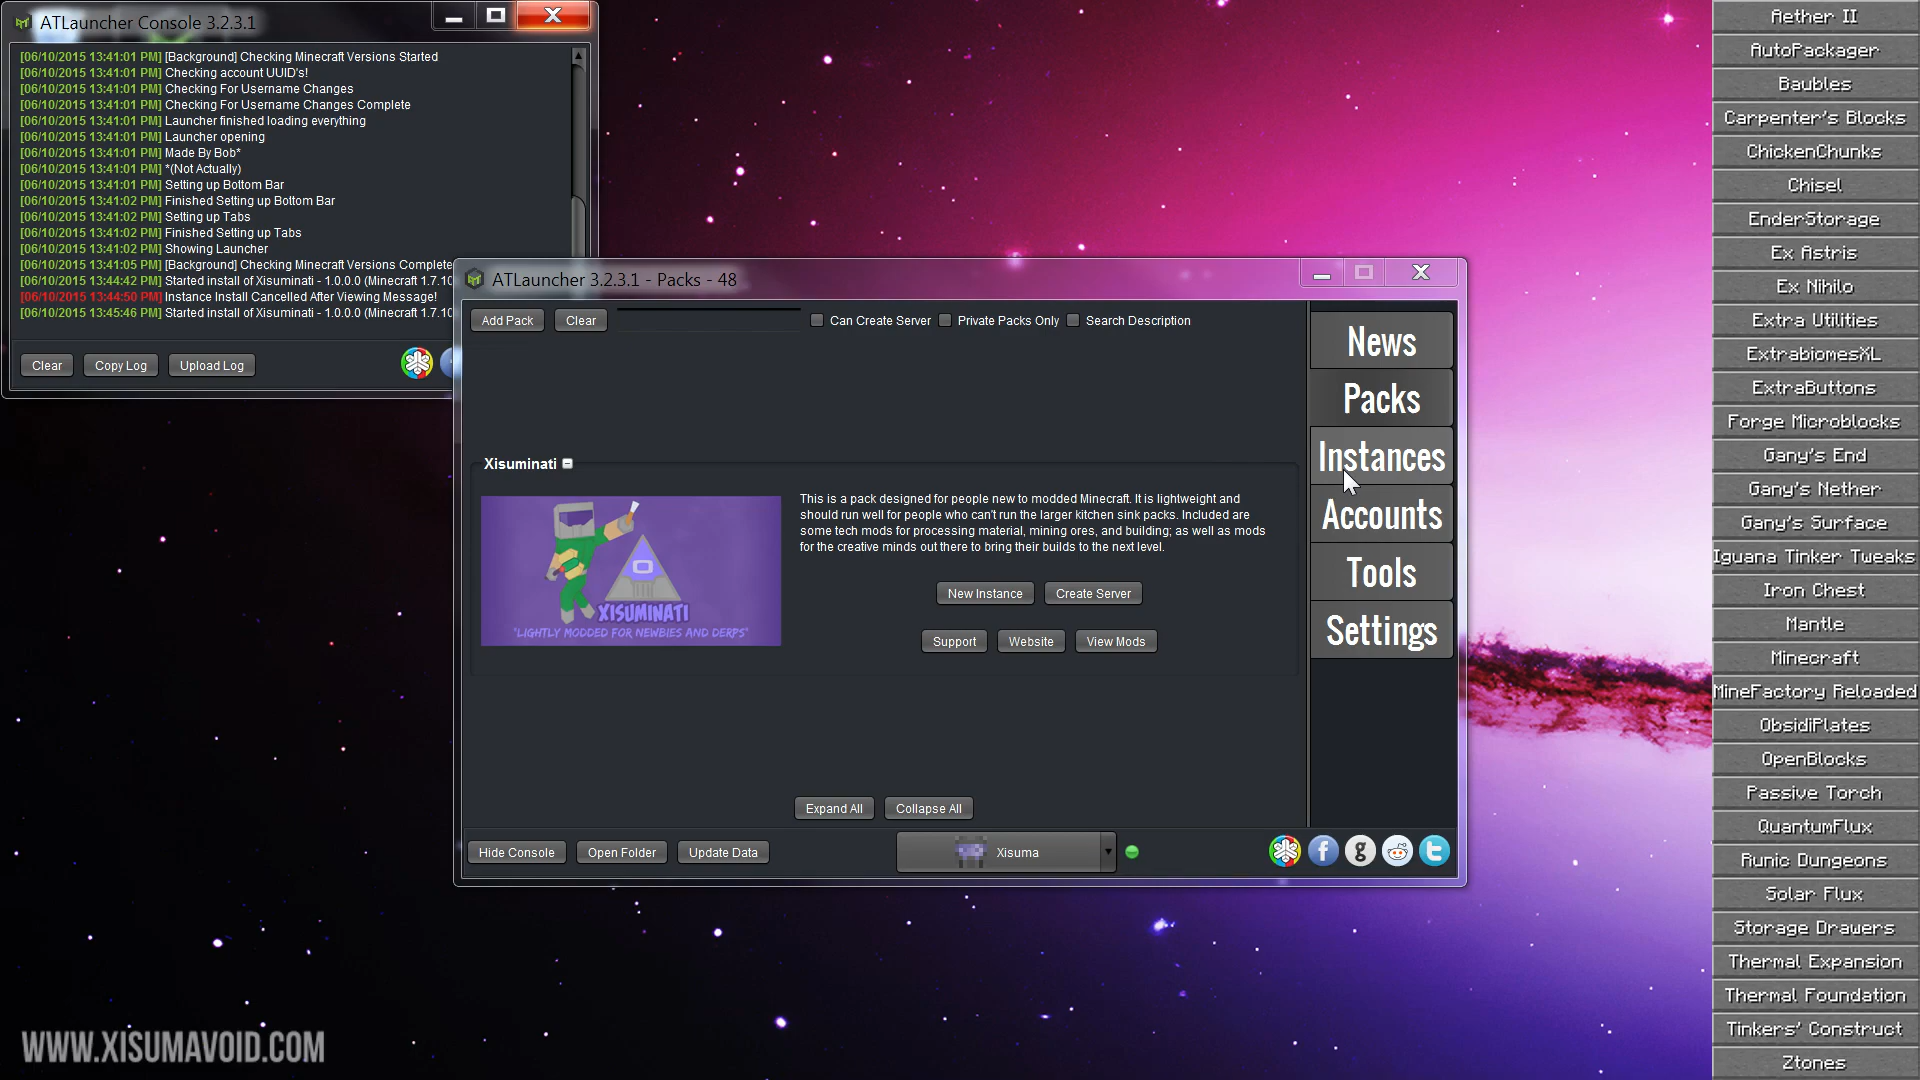 ATLauncher Console 3.2.3.1
[06/10/2015 13:41:01 PM] [Background] Checking Minecraft Versions Started
[06/10/2015 13:41:01 PM] Checking account UUID's!
[06/10/2015 13:41:01 PM] Checking For Username Changes
[06/10/2015 13:41:01 PM] Checking For Username Changes Complete
[06/10/2015 13:41:01 PM] Launcher finished loading everything
[06/10/2015 13:41:01 PM] Launcher opening
[06/10/2015 13:41:01 PM] Made By Bob*
[06/10/2015 13:41:01 PM] *(Not Actually)
[06/10/2015 13:41:01 PM] Setting up Bottom Bar
[06/10/2015 13:41:02 PM] Finished Setting up Bottom Bar
[06/10/2015 13:41:02 PM] Setting up Tabs
[06/10/2015 13:41:02 PM] Finished Setting up Tabs
[06/10/2015 13:41:02 PM] Showing Launcher
[06/10/2015 13:41:05 PM] [Background] Checking Minecraft Versions Complete
[06/10/2015 13:44:42 PM] Started install of Xisuminati - 1.0.0.0 (Minecraft 1.7.10
[06/10/2015 13:44:50 PM] Instance Install Cancelled After Viewing Message!
[06/10/2015 13:45:46 PM] Started install of Xisuminati - 1.0.0.0 (Minecraft 1.7.10
Clear
Copy Log
Upload Log
ATLauncher 3.2.3.1 - Packs - 48
Add Pack
Clear
Can Create Server
Private Packs Only
Search Description
Xisuminati
XISUMINATI
"LIGHTLY MODDED FOR NEWBIES AND DERPS"
This is a pack designed for people new to modded Minecraft. It is lightweight and
should run well for people who can't run the larger kitchen sink packs. Included are
some tech mods for processing material, mining ores, and building; as well as mods
for the creative minds out there to bring their builds to the next level.
New Instance
Create Server
Support
Website
View Mods
Expand All
Collapse All
Hide Console
Open Folder
Update Data
Xisuma
News
Packs
Instances
Accounts
Tools
Settings
Aether II
AutoPackager
Baubles
Carpenter's Blocks
ChickenChunks
Chisel
EnderStorage
Ex Astris
Ex Nihilo
Extra Utilities
ExtrabiomesXL
ExtraButtons
Forge Microblocks
Gany's End
Gany's Nether
Gany's Surface
Iguana Tinker Tweaks
Iron Chest
Mantle
Minecraft
MineFactory Reloaded
ObsidiPlates
OpenBlocks
Passive Torch
QuantumFlux
Runic Dungeons
Solar Flux
Storage Drawers
Thermal Expansion
Thermal Foundation
Tinkers' Construct
Ztones
WWW.XISUMAVOID.COM